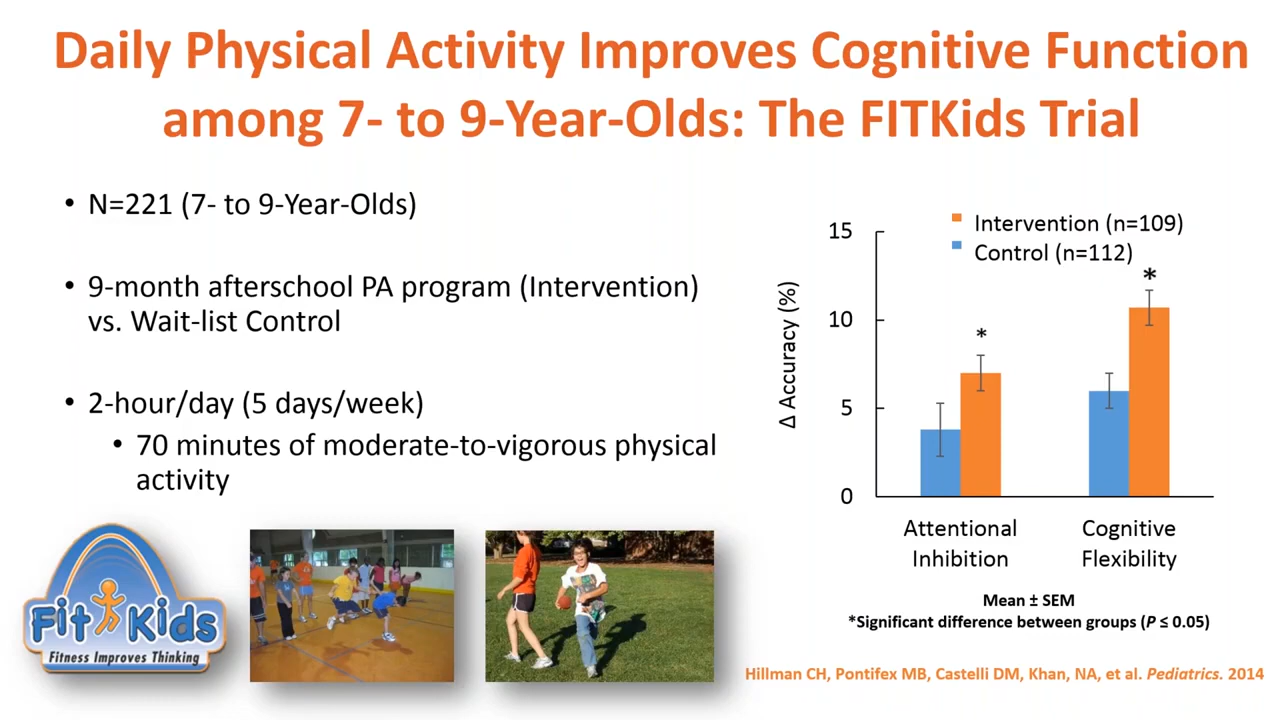 Daily Physical Activity Improves Cognitive Function
among 7- to 9-Year-Olds: The FITKids Trial
• N=221 (7- to 9-Year-Olds)
• 9-month afterschool PA program (Intervention)
vs. Wait-list Control
• 2-hour/day (5 days/week)
• 70 minutes of moderate-to-vigorous physical
activity
Fit Kids
Fitness Improves Thinking
Intervention (n=109)
Control (n=112)
Δ Accuracy (%)
15
10
5
0
*
*
Attentional
Inhibition
Cognitive
Flexibility
Mean ± SEM
*Significant difference between groups (P ≤ 0.05)
Hillman CH, Pontifex MB, Castelli DM, Khan, NA, et al. Pediatrics. 2014